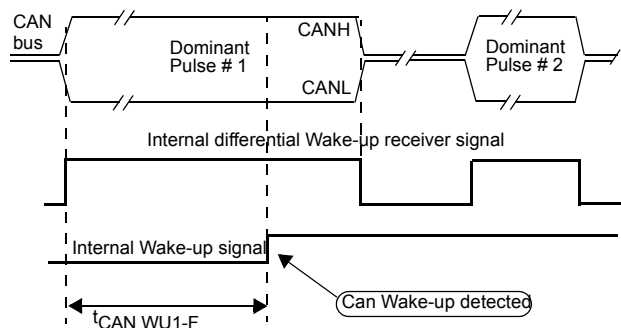 CAN
bus
CANH
Dominant
Pulse # 1
Dominant
Pulse # 2
CANL
Internal differential Wake-up receiver signal
Internal Wake-up signal
Can Wake-up detected
tCAN WU1-F